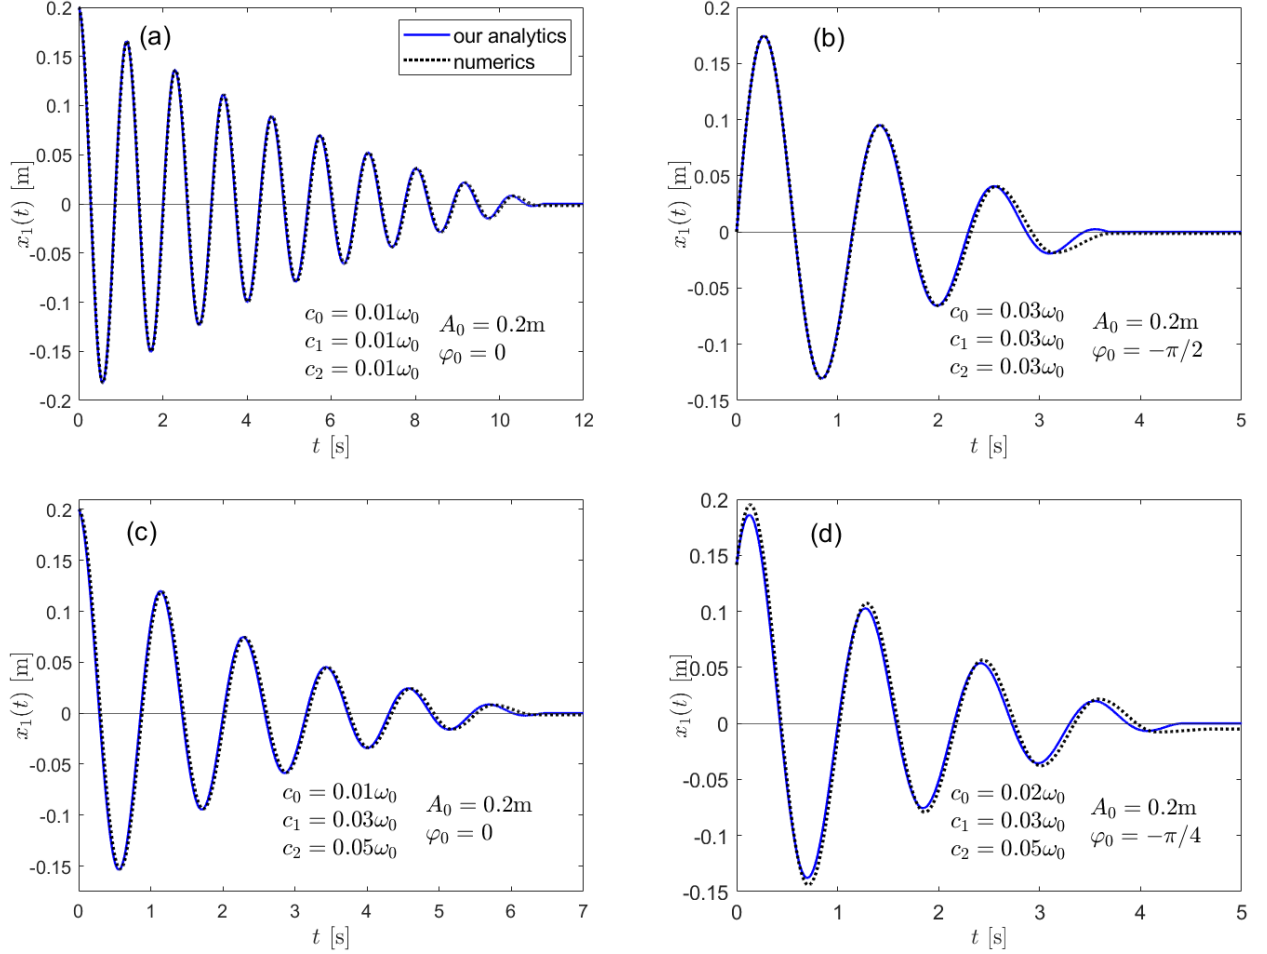 (a)
our analytics
numerics
0.2
0.15
0.1
0.05
0
-0.05
-0.1
-0.15
-0.2
x₁(t) [m]
c₀ = 0.01ω₀
c₁ = 0.01ω₀
c₂ = 0.01ω₀
A₀ = 0.2m
φ₀ = 0
0 2 4 6 8 10 12
t [s]
(b)
0.2
0.15
0.1
0.05
0
-0.05
-0.1
-0.15
x₁(t) [m]
c₀ = 0.03ω₀
c₁ = 0.03ω₀
c₂ = 0.03ω₀
A₀ = 0.2m
φ₀ = −π/2
0 1 2 3 4 5
t [s]
(c)
0.2
0.15
0.1
0.05
0
-0.05
-0.1
-0.15
x₁(t) [m]
c₀ = 0.01ω₀
c₁ = 0.03ω₀
c₂ = 0.05ω₀
A₀ = 0.2m
φ₀ = 0
0 1 2 3 4 5 6 7
t [s]
(d)
0.2
0.15
0.1
0.05
0
-0.05
-0.1
-0.15
x₁(t) [m]
c₀ = 0.02ω₀
c₁ = 0.03ω₀
c₂ = 0.05ω₀
A₀ = 0.2m
φ₀ = −π/4
0 1 2 3 4 5
t [s]